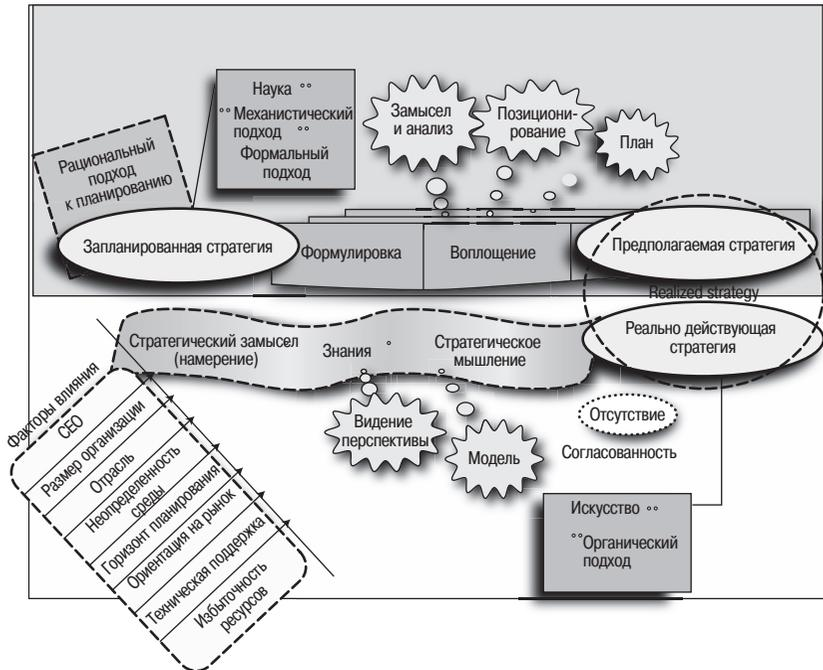 Наука °°
°° Механистический
подход °°
Формальный
подход
Замысел
и анализ
Позициони-
рование
План
Рациональный
подход
к планированию
Запланированная стратегия
Формулировка
Воплощение
Предполагаемая стратегия
Realized strategy
Реально действующая
стратегия
Стратегический замысел
(намерение)
Знания °
Стратегическое
мышление
Видение
перспективы
Модель
Отсутствие
Согласованность
Искусство °°
°° Органический
подход
Факторы влияния
CEO
Размер организации
Отрасль
Неопределенность
среды
Горизонт планирования
Ориентация на рынок
Техническая поддержка
Избыточность
ресурсов